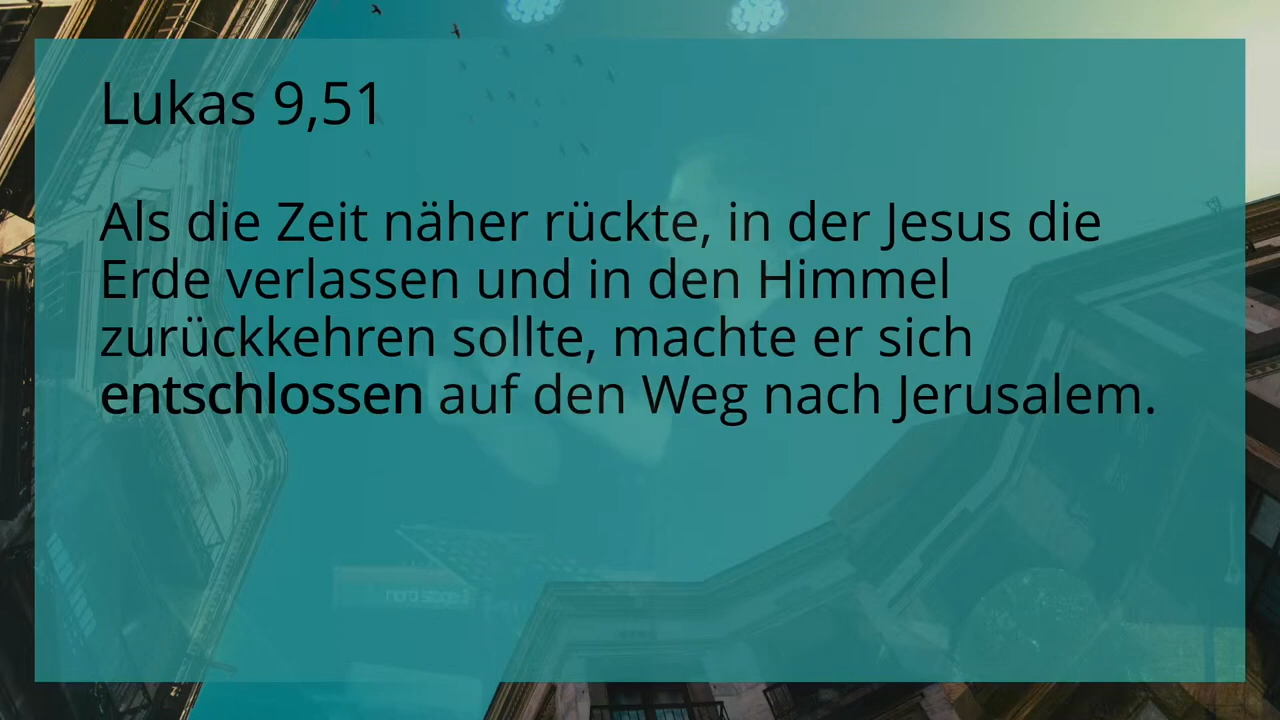 Lukas 9,51
Als die Zeit näher rückte, in der Jesus die
Erde verlassen und in den Himmel
zurückkehren sollte, machte er sich
entschlossen auf den Weg nach Jerusalem.